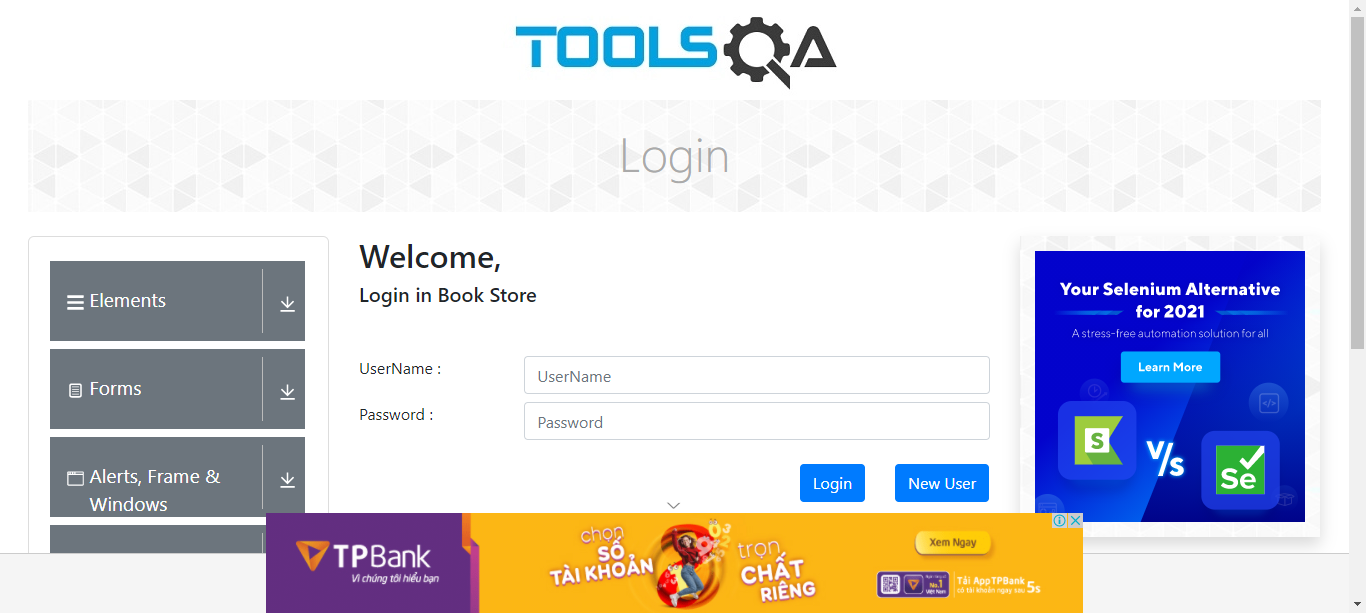 TOOLSQA
Login
Elements
Forms
Alerts, Frame &
Windows
Welcome,
Login in Book Store
UserName :
UserName
Password :
Password
Login
New User
Your Selenium Alternative
for 2021
A stress-free automation solution for all
Learn More
S
V/s
Se
TPBank
Vì chúng tôi hiểu bạn
chọn
SỐ
TÀI KHOẢN
trọn
CHẤT
RIÊNG
Xem Ngay
No.1
Tải App TPBank
có tài khoản ngay sau 5s